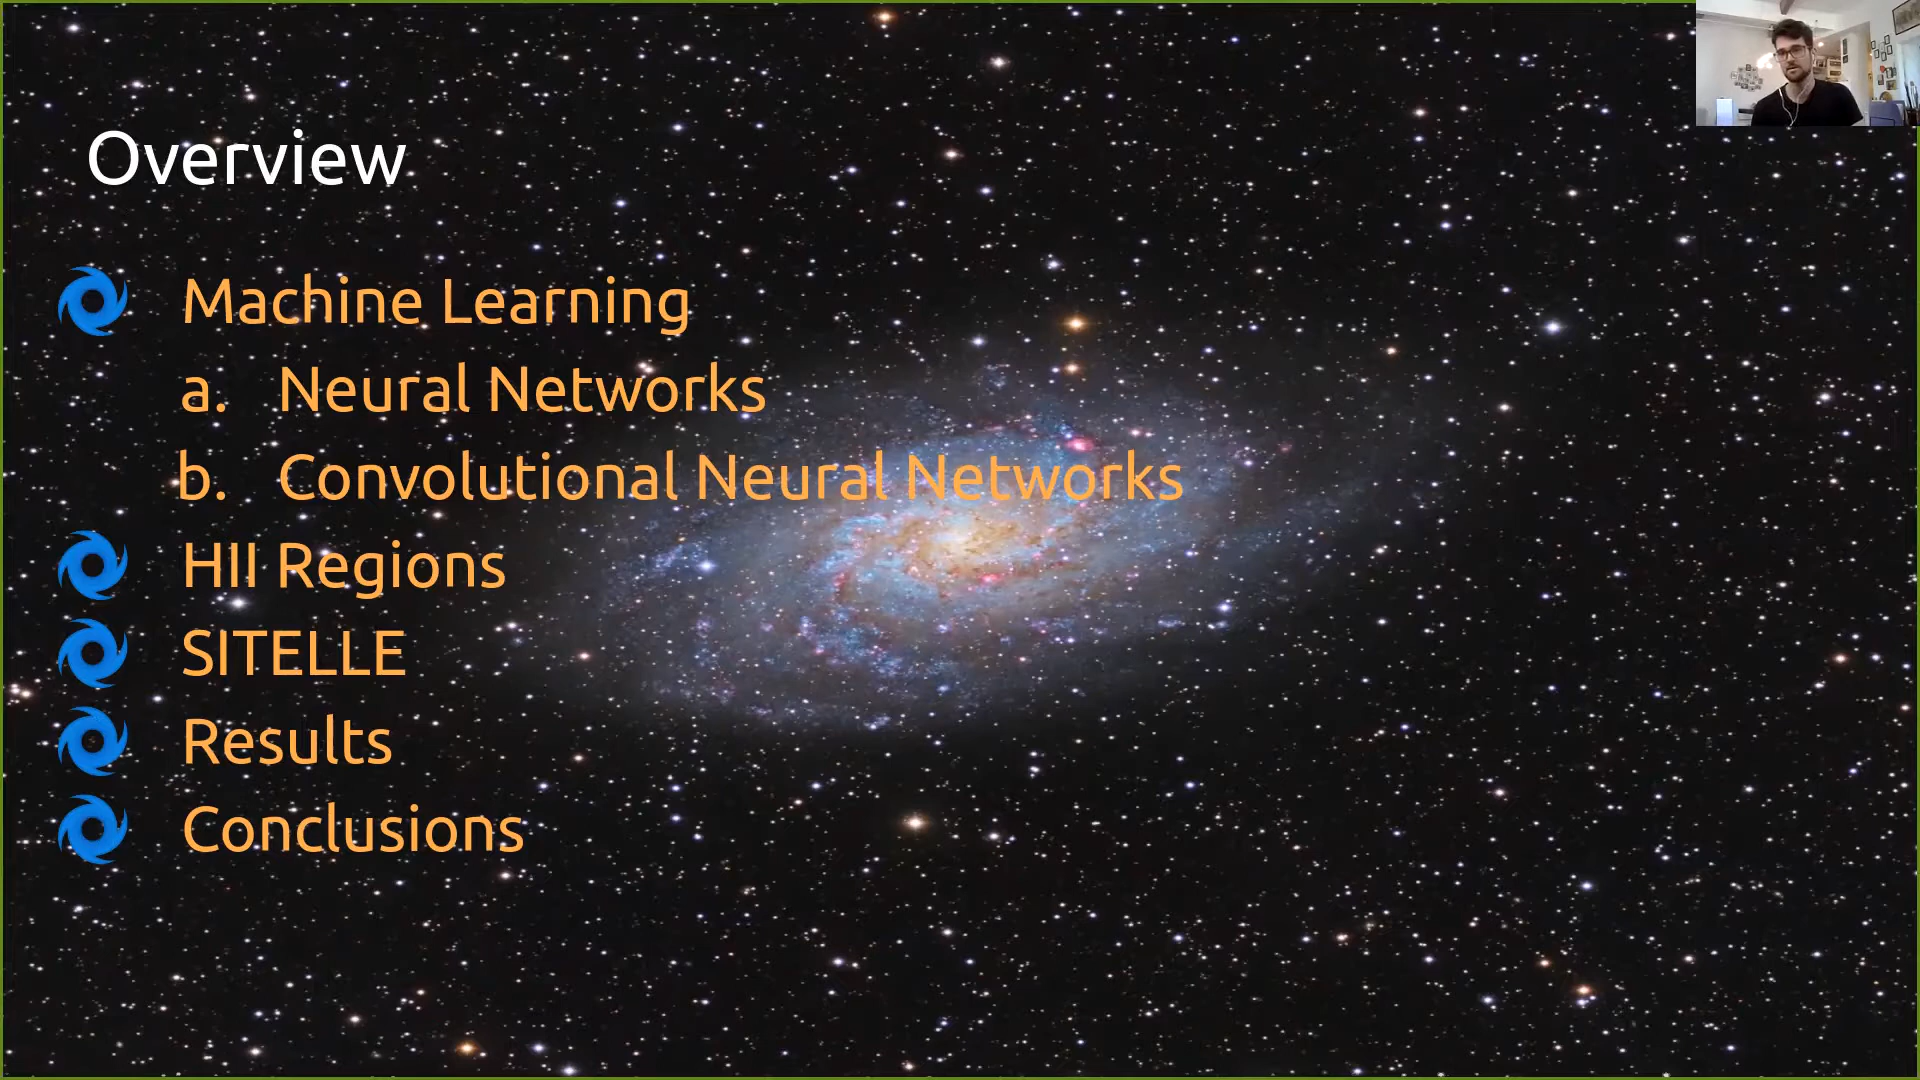 Overview
Machine Learning
a. Neural Networks
b. Convolutional Neural Networks
HII Regions
SITELLE
Results
Conclusions